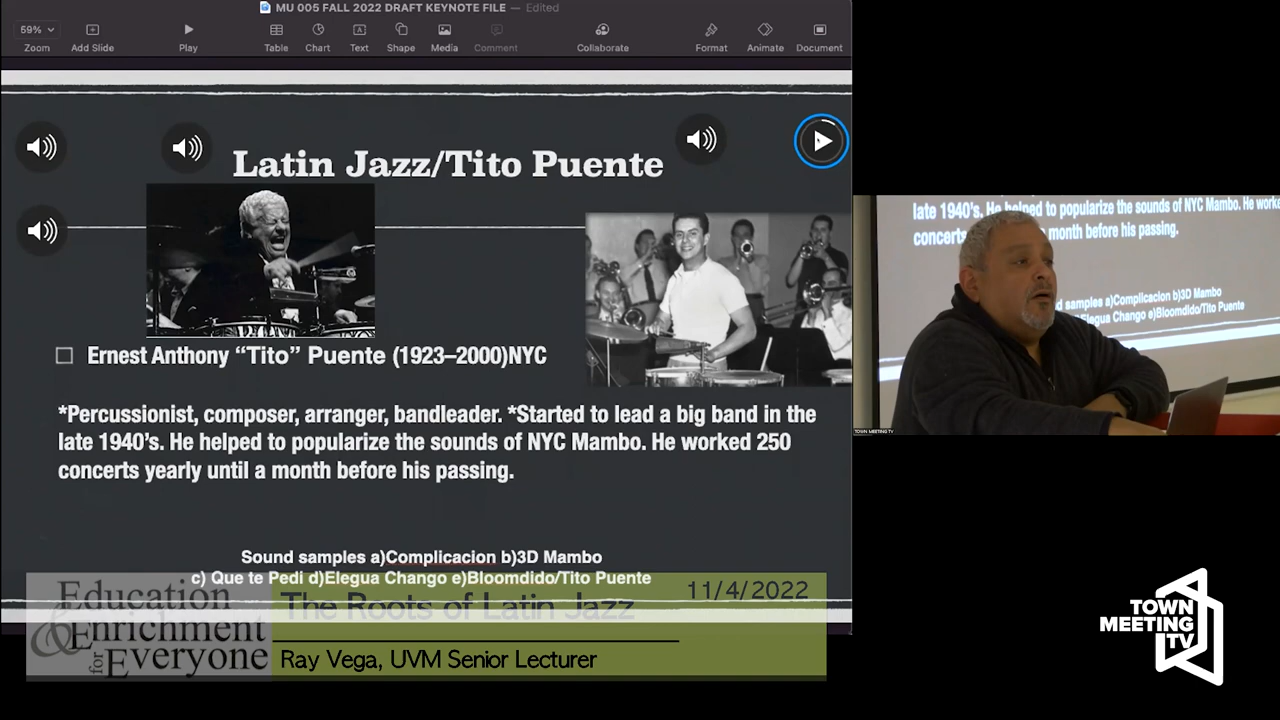 MU 005 FALL 2022 DRAFT KEYNOTE FILE — Edited
59%
Zoom
Add Slide
Play
Table
Chart
Text
Shape
Media
Comment
Collaborate
Format
Animate
Document
Latin Jazz/Tito Puente
Ernest Anthony “Tito” Puente (1923–2000)NYC
*Percussionist, composer, arranger, bandleader. *Started to lead a big band in the
late 1940’s. He helped to popularize the sounds of NYC Mambo. He worked 250
concerts yearly until a month before his passing.
Sound samples a)Complicacion b)3D Mambo
c) Que te Pedi d)Elegua Chango e)Bloomdido/Tito Puente
late 1940's. He helped to popularize the sounds of NYC Mambo. He worke
concerts month before his passing.
d samples a)Complicacion b)3D Mambo
Elegua Chango e)Bloomdido/Tito Puente
TOWN MEETING TV
Education
& Enrichment
for Everyone
The Roots of Latin Jazz
11/4/2022
Ray Vega, UVM Senior Lecturer
TOWN
MEETING
TV